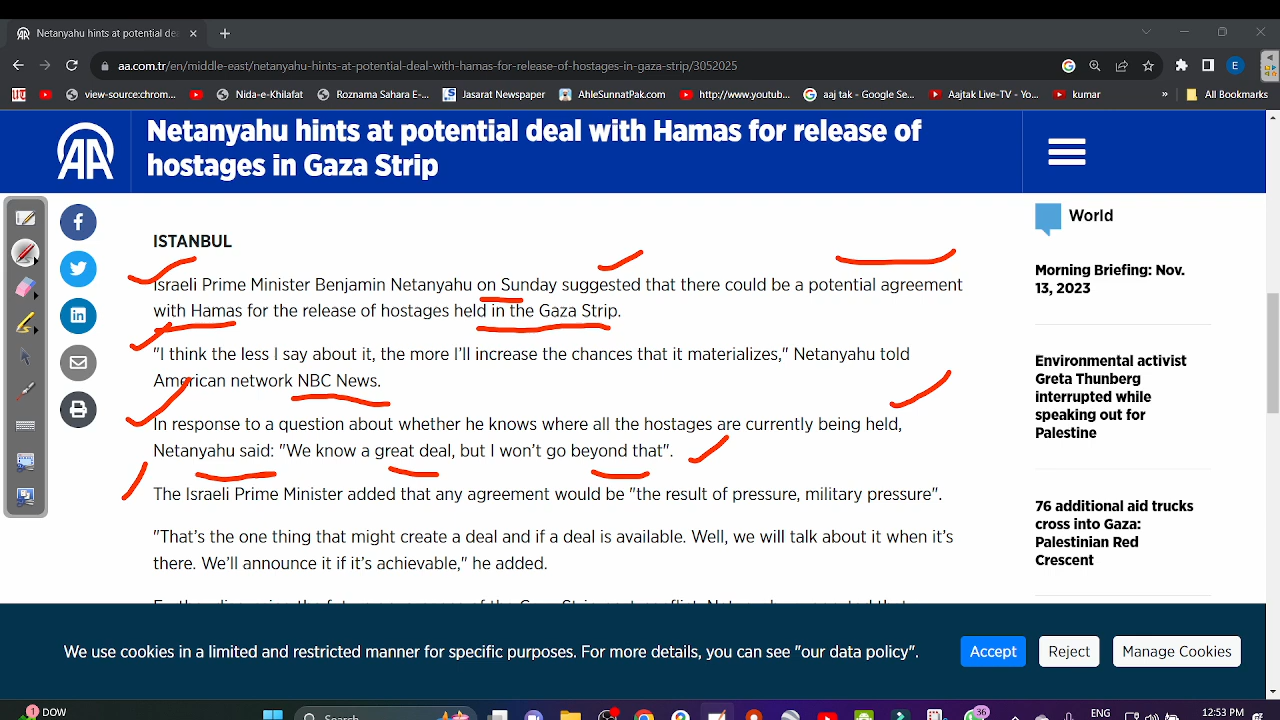 Netanyahu hints at potential de
aa.com.tr/en/middle-east/netanyahu-hints-at-potential-deal-with-hamas-for-release-of-hostages-in-gaza-strip/3052025
view-source:chrom... Nida-e-Khilafat Roznama Sahara E-... Jasarat Newspaper AhleSunnatPak.com http://www.youtub... aaj tak - Google Se... Aajtak Live-TV - Yo... kumar » All Bookmarks
AA
Netanyahu hints at potential deal with Hamas for release of
hostages in Gaza Strip
ISTANBUL
Israeli Prime Minister Benjamin Netanyahu on Sunday suggested that there could be a potential agreement
with Hamas for the release of hostages held in the Gaza Strip.
"I think the less I say about it, the more I'll increase the chances that it materializes," Netanyahu told
American network NBC News.
In response to a question about whether he knows where all the hostages are currently being held,
Netanyahu said: "We know a great deal, but I won't go beyond that".
The Israeli Prime Minister added that any agreement would be "the result of pressure, military pressure".
"That's the one thing that might create a deal and if a deal is available. Well, we will talk about it when it's
there. We'll announce it if it's achievable," he added.
World
Morning Briefing: Nov.
13, 2023
Environmental activist
Greta Thunberg
interrupted while
speaking out for
Palestine
76 additional aid trucks
cross into Gaza:
Palestinian Red
Crescent
We use cookies in a limited and restricted manner for specific purposes. For more details, you can see "our data policy".
Accept
Reject
Manage Cookies
1 DOW
Search
36
ENG
12:53 PM